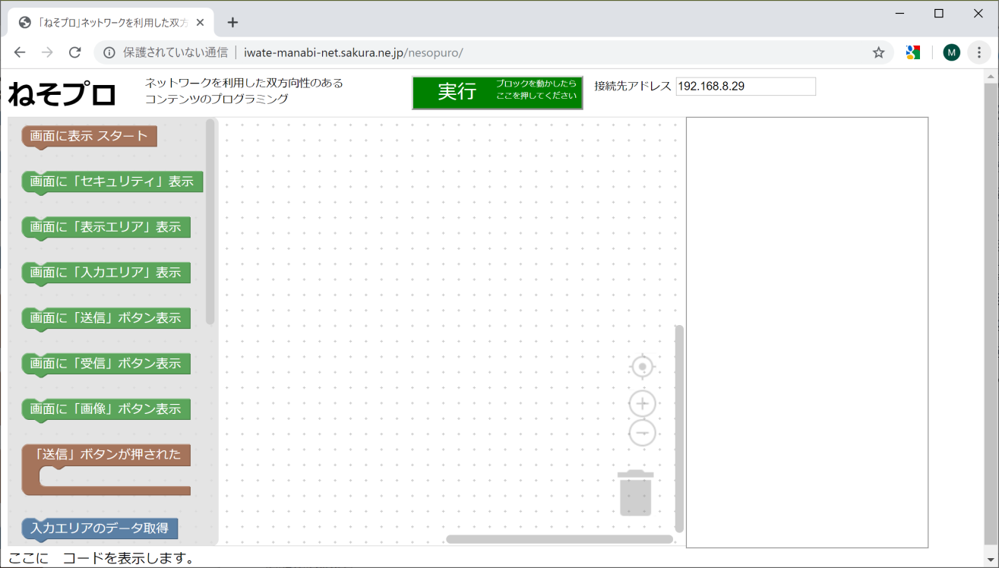 「ねそプロ」ネットワークを利用した双方
保護されていない通信 iwate-manabi-net.sakura.ne.jp/nesopuro/
M
ねそプロ
ネットワークを利用した双方向性のある
コンテンツのプログラミング
実行
ブロックを動かしたら
ここを押してください
接続先アドレス 192.168.8.29
画面に表示 スタート
画面に「セキュリティ」表示
画面に「表示エリア」表示
画面に「入力エリア」表示
画面に「送信」ボタン表示
画面に「受信」ボタン表示
画面に「画像」ボタン表示
「送信」ボタンが押された
入力エリアのデータ取得
ここに　コードを表示します。